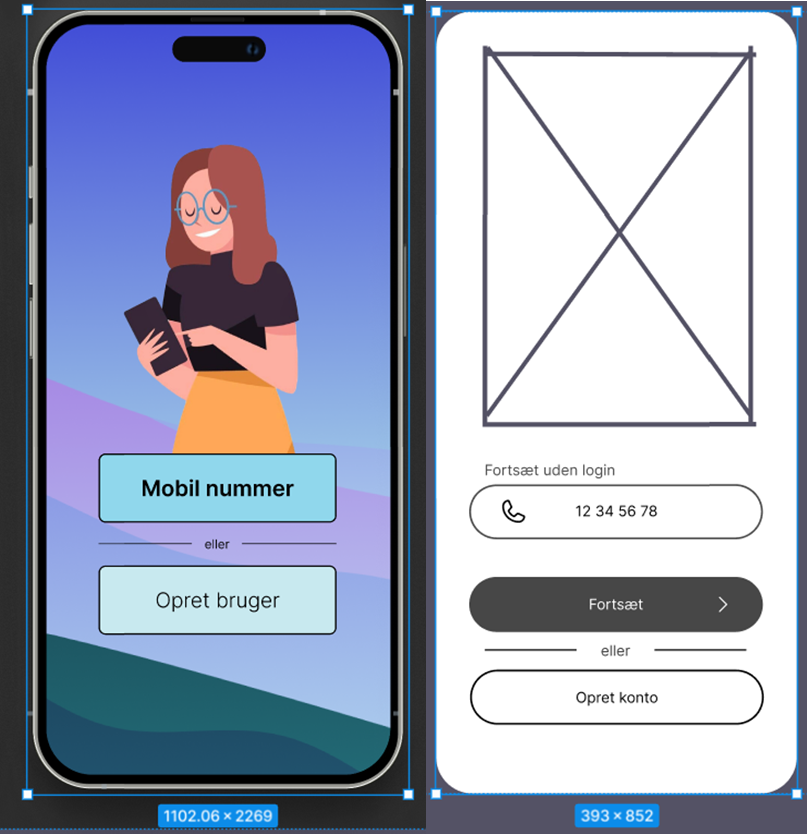 Mobil nummer
eller
Opret bruger
1102.06 × 2269
Fortsæt uden login
12 34 56 78
Fortsæt
eller
Opret konto
393 × 852